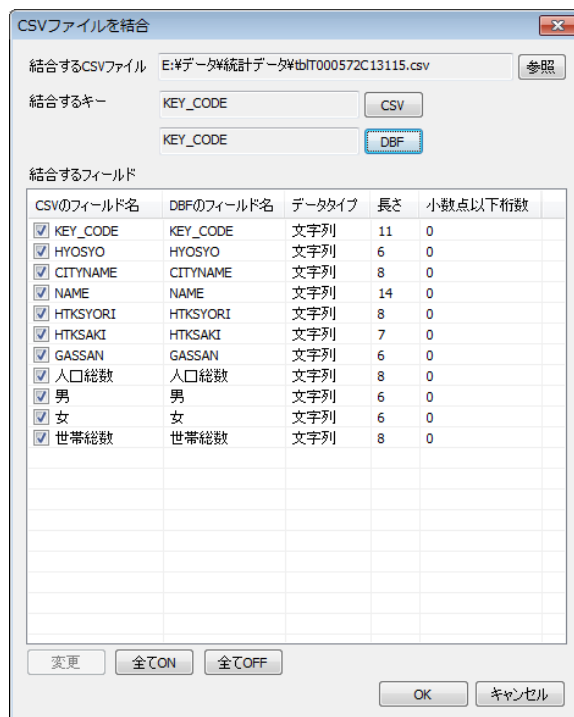 CSVファイルを結合
結合するCSVファイル E:¥データ¥統計データ¥tblT000572C13115.csv 参照
結合するキー KEY_CODE CSV
KEY_CODE DBF
結合するフィールド
CSVのフィールド名 DBFのフィールド名 データタイプ 長さ 小数点以下桁数
KEY_CODE KEY_CODE 文字列 11 0
HYOSYO HYOSYO 文字列 6 0
CITYNAME CITYNAME 文字列 8 0
NAME NAME 文字列 14 0
HTKSYORI HTKSYORI 文字列 8 0
HTKSAKI HTKSAKI 文字列 7 0
GASSAN GASSAN 文字列 6 0
人口総数 人口総数 文字列 8 0
男 男 文字列 6 0
女 女 文字列 6 0
世帯総数 世帯総数 文字列 8 0
変更 全てON 全てOFF
OK キャンセル